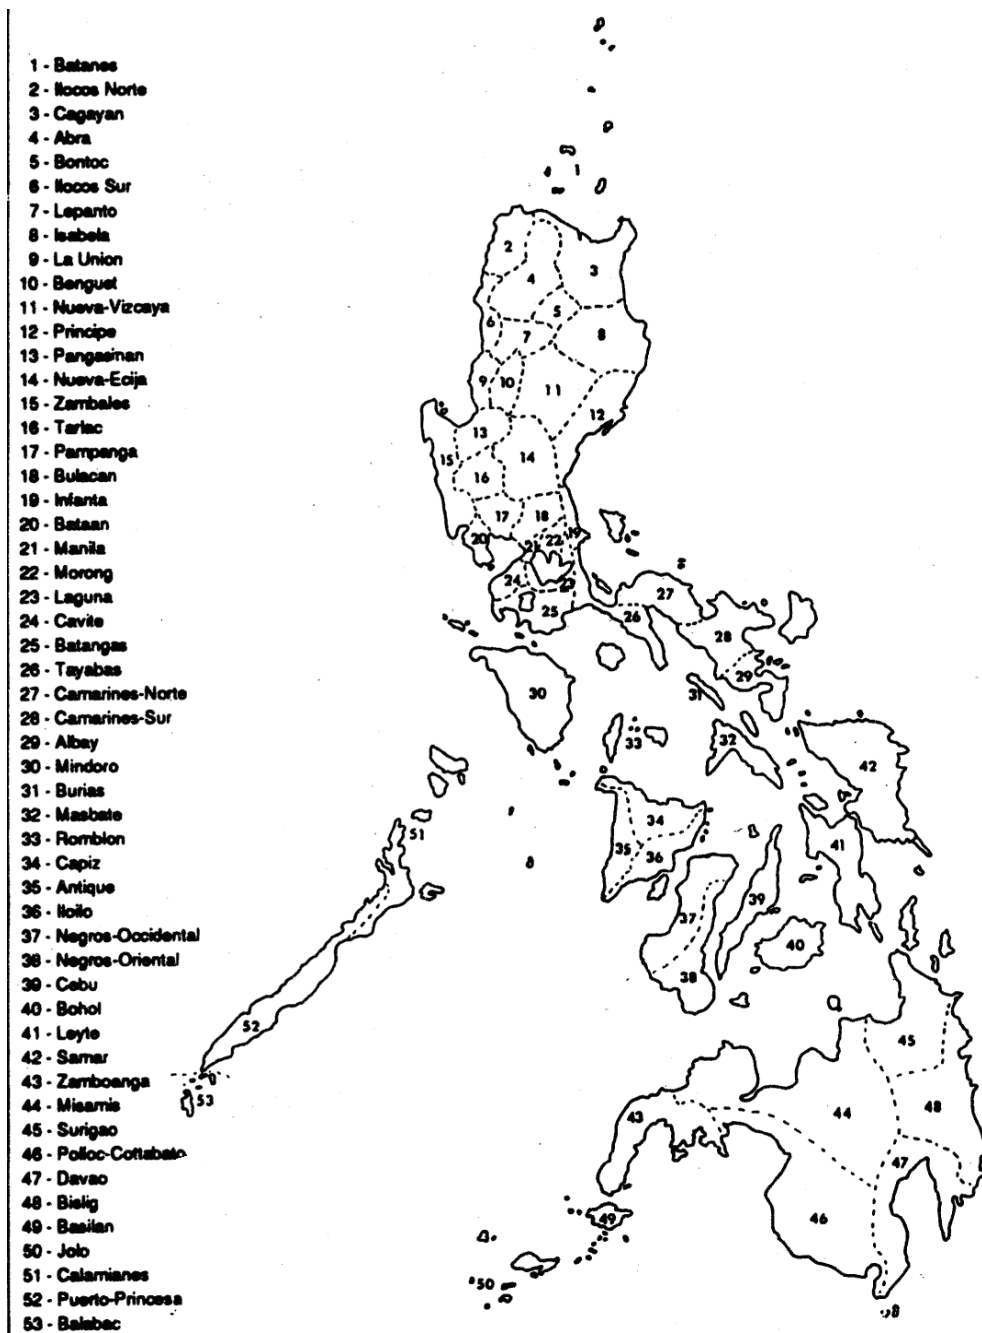 1 - Batanes
2 - Ilocos Norte
3 - Cagayan
4 - Abra
5 - Bontoc
6 - Ilocos Sur
7 - Lepanto
8 - Isabela
9 - La Union
10 - Benguet
11 - Nueva-Vizcaya
12 - Principe
13 - Pangasinan
14 - Nueva-Ecija
15 - Zambales
16 - Tarlac
17 - Pampanga
18 - Bulacan
19 - Infanta
20 - Bataan
21 - Manila
22 - Morong
23 - Laguna
24 - Cavite
25 - Batangas
26 - Tayabas
27 - Camarines-Norte
28 - Camarines-Sur
29 - Albay
30 - Mindoro
31 - Burias
32 - Masbate
33 - Romblon
34 - Capiz
35 - Antique
36 - Iloilo
37 - Negros-Occidental
38 - Negros-Oriental
39 - Cebu
40 - Bohol
41 - Leyte
42 - Samar
43 - Zamboanga
44 - Misamis
45 - Surigao
46 - Polloc-Cottabato
47 - Davao
48 - Bislig
49 - Basilan
50 - Jolo
51 - Calamianes
52 - Puerto-Princesa
53 - Balabac
1
2
3
4
5
6
7
8
9
10
11
12
13
14
15
16
17
18
19
20
21
22
23
24
25
26
27
28
29
30
31
32
33
34
35
36
37
38
39
40
41
42
43
44
45
46
47
48
49
50
51
52
53